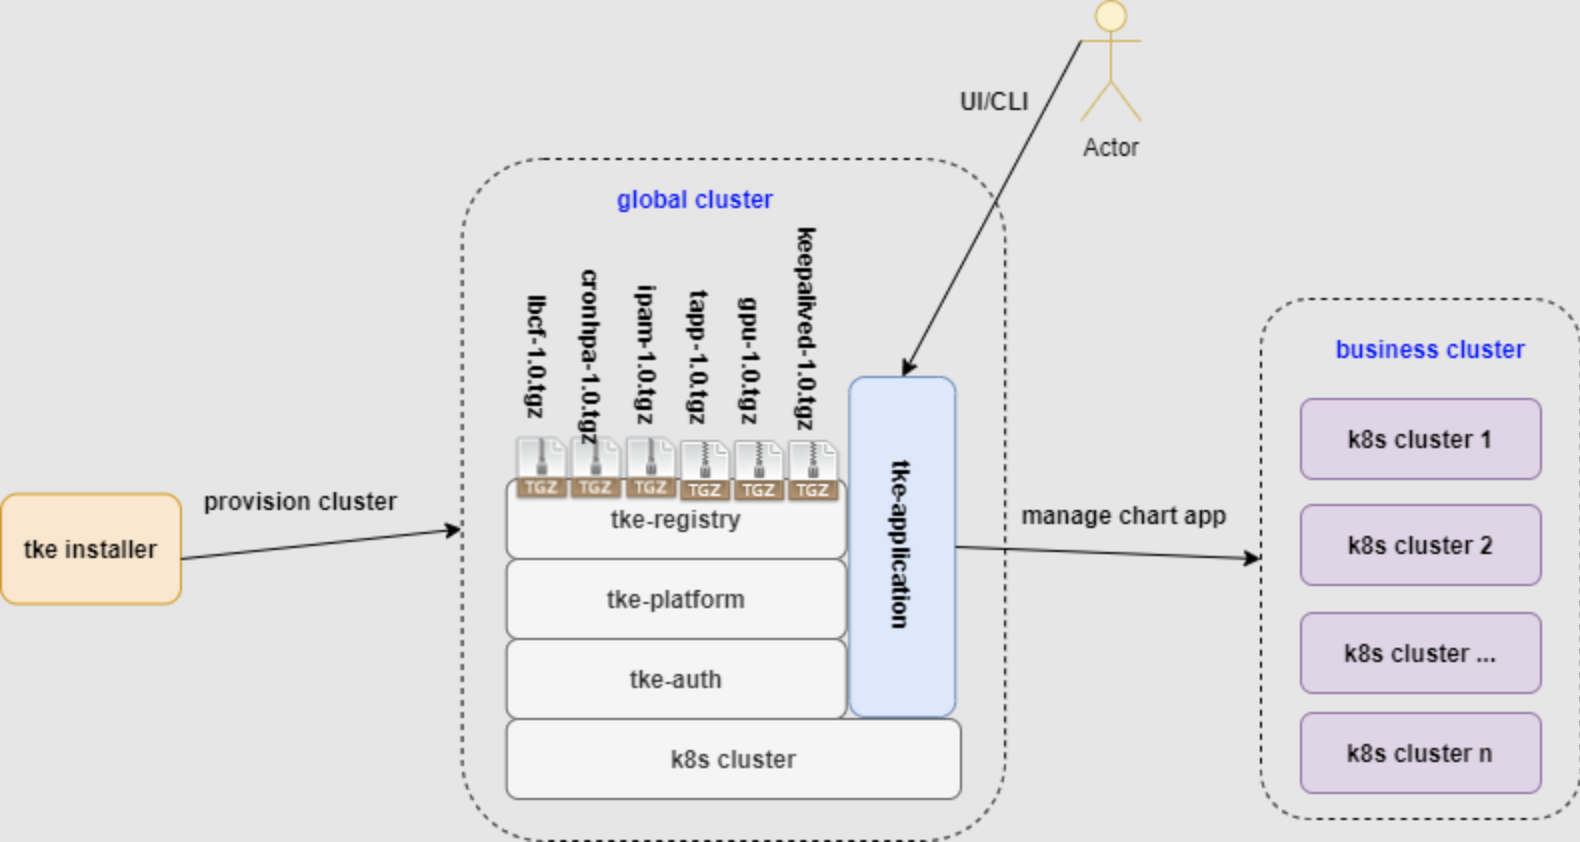 UI/CLI
Actor
global cluster
lbcf-1.0.tgz
cronhpa-1.0.tgz
ipam-1.0.tgz
tapp-1.0.tgz
gpu-1.0.tgz
keepalived-1.0.tgz
TGZ
TGZ
TGZ
TGZ
TGZ
TGZ
tke installer
provision cluster
tke-registry
tke-platform
tke-auth
k8s cluster
tke-application
manage chart app
business cluster
k8s cluster 1
k8s cluster 2
k8s cluster ...
k8s cluster n